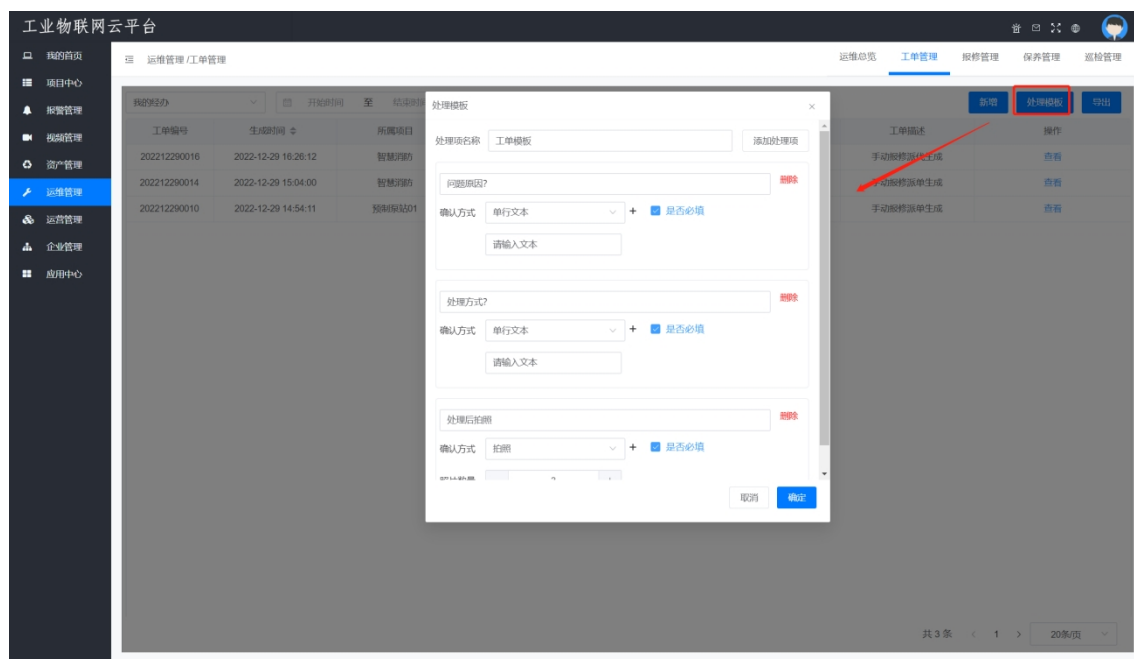 工业物联网云平台
我的首页
项目中心
报警管理
视频管理
资产管理
运维管理
运营管理
企业管理
应用中心
运维管理 /工单管理
运维总览 工单管理 报修管理 保养管理 巡检管理
我的经办 开始时间 至 结束时间
新增 处理模板 导出
工单编号 生成时间 所属项目 工单描述 操作
202212290016 2022-12-29 16:26:12 智慧消防 手动报修派优生成 查看
202212290014 2022-12-29 15:04:00 智慧消防 手动报修派单生成 查看
202212290010 2022-12-29 14:54:11 预制泵站01 手动报修派单生成 查看
处理模板 ×
处理项名称 工单模板 添加处理项
问题原因? 删除
确认方式 单行文本 + 是否必填
请输入文本
处理方式? 删除
确认方式 单行文本 + 是否必填
请输入文本
处理后拍照 删除
确认方式 拍照 + 是否必填
照片数量
取消 确定
共 3 条 < 1 > 20条/页